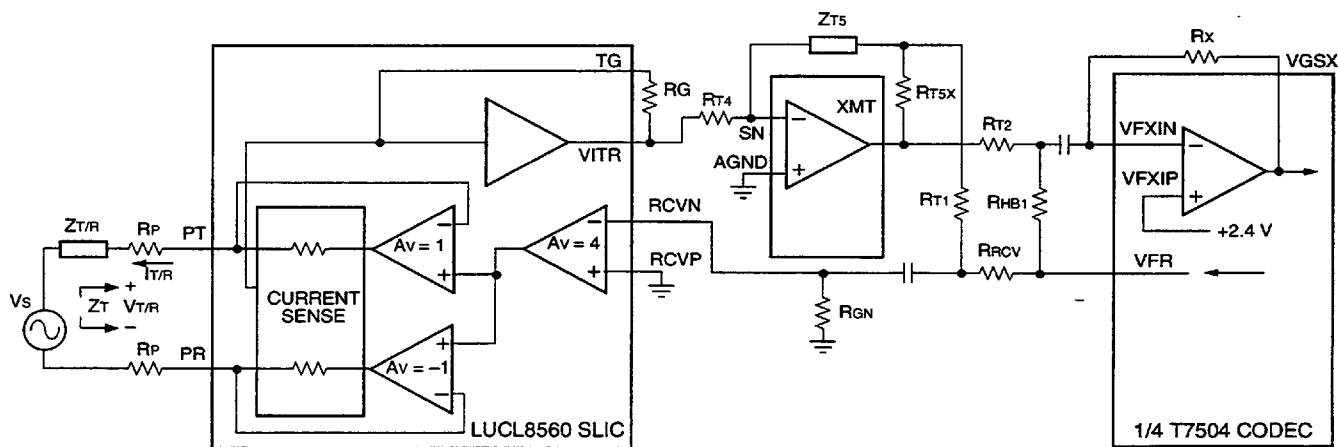 ZT5
RX
VGSX
TG
RG
RT4
SN
XMT
RT5X
RT2
VFXIN
VITR
AGND
VFXIP
RCVN
RT1
RHB1
+2.4 V
ZT/R
RP
PT
AV = 1
AV = 4
RCVP
RRCV
VFR
IT/R
VS
ZT
+
VT/R
−
CURRENT
SENSE
RGN
RP
PR
AV = −1
LUCL8560 SLIC
1/4 T7504 CODEC